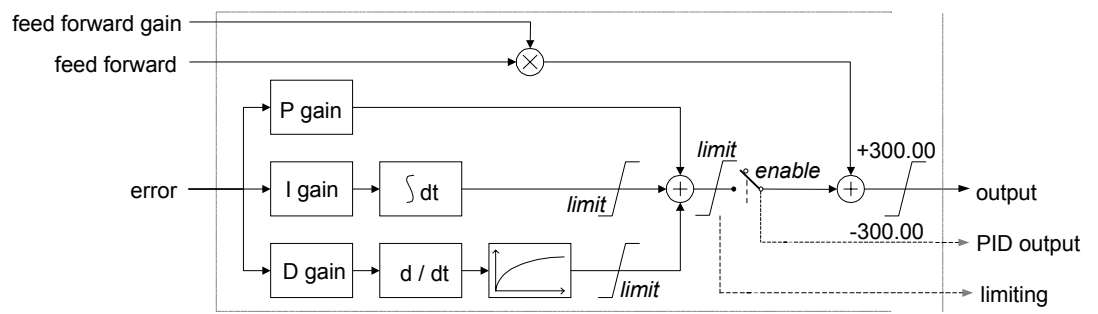 feed forward gain
feed forward
P gain
limit
enable
+300.00
error
I gain
∫ dt
limit
output
-300.00
PID output
D gain
d / dt
limit
limiting